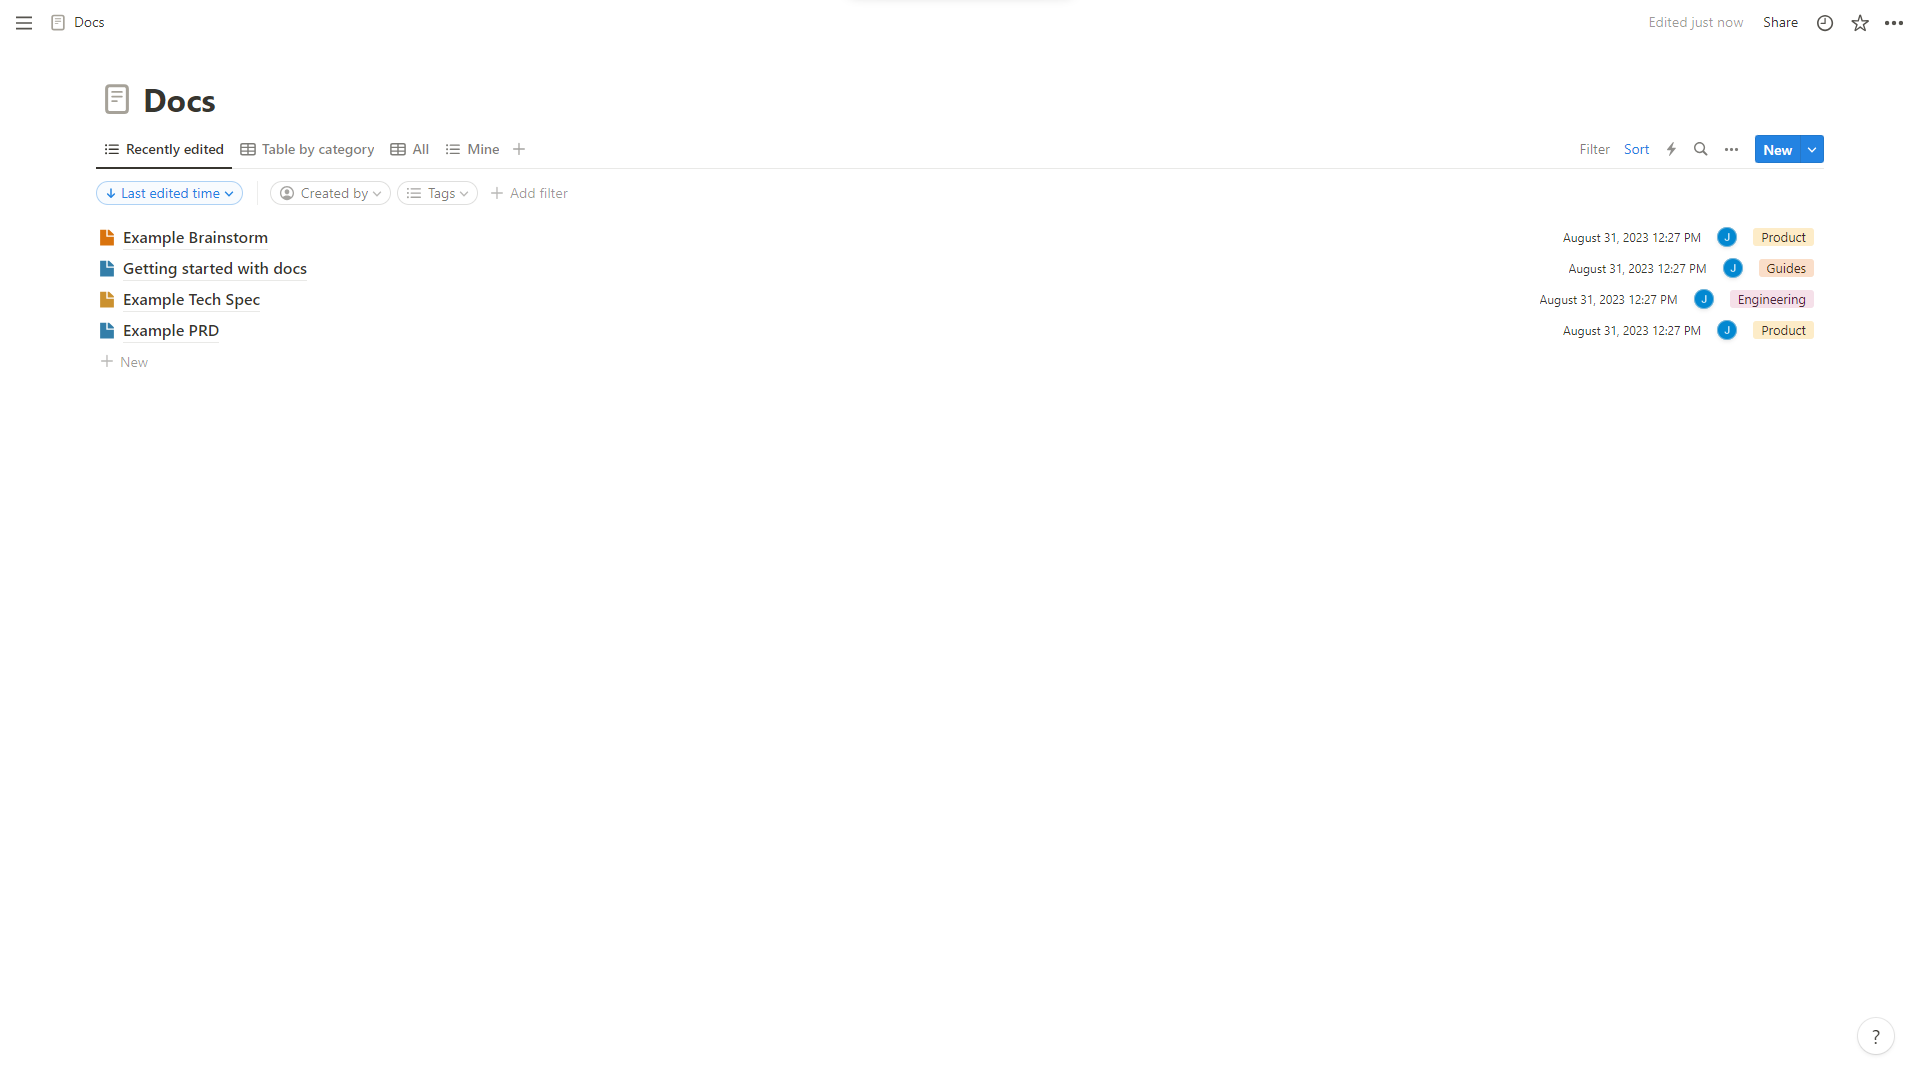 Docs
Edited just now
Share
Docs
Recently edited
Table by category
All
Mine
Filter
Sort
New
Last edited time
Created by
Tags
Add filter
Example Brainstorm
August 31, 2023 12:27 PM
J
Product
Getting started with docs
August 31, 2023 12:27 PM
J
Guides
Example Tech Spec
August 31, 2023 12:27 PM
J
Engineering
Example PRD
August 31, 2023 12:27 PM
J
Product
New
?